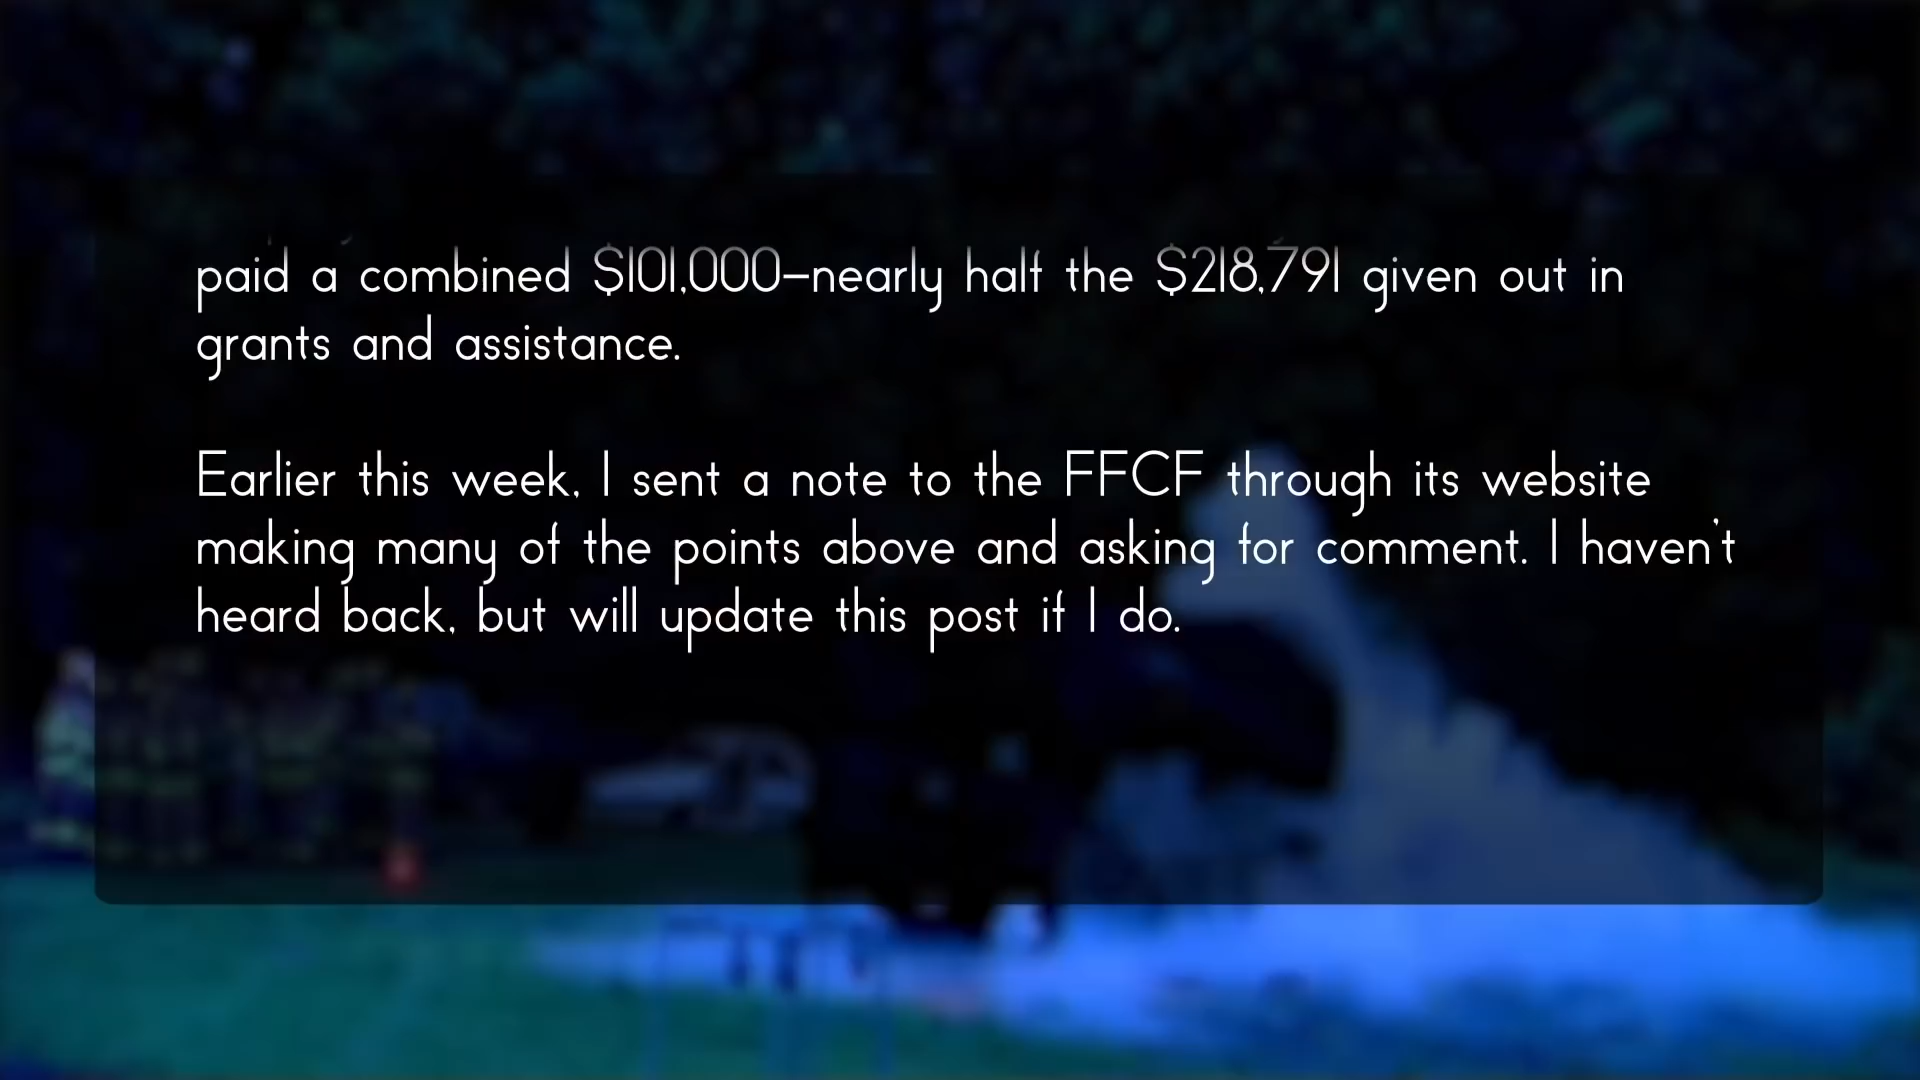 paid a combined $101,000–nearly half the $218,791 given out in
grants and assistance.
Earlier this week, I sent a note to the FFCF through its website
making many of the points above and asking for comment. I haven't
heard back, but will update this post if I do.